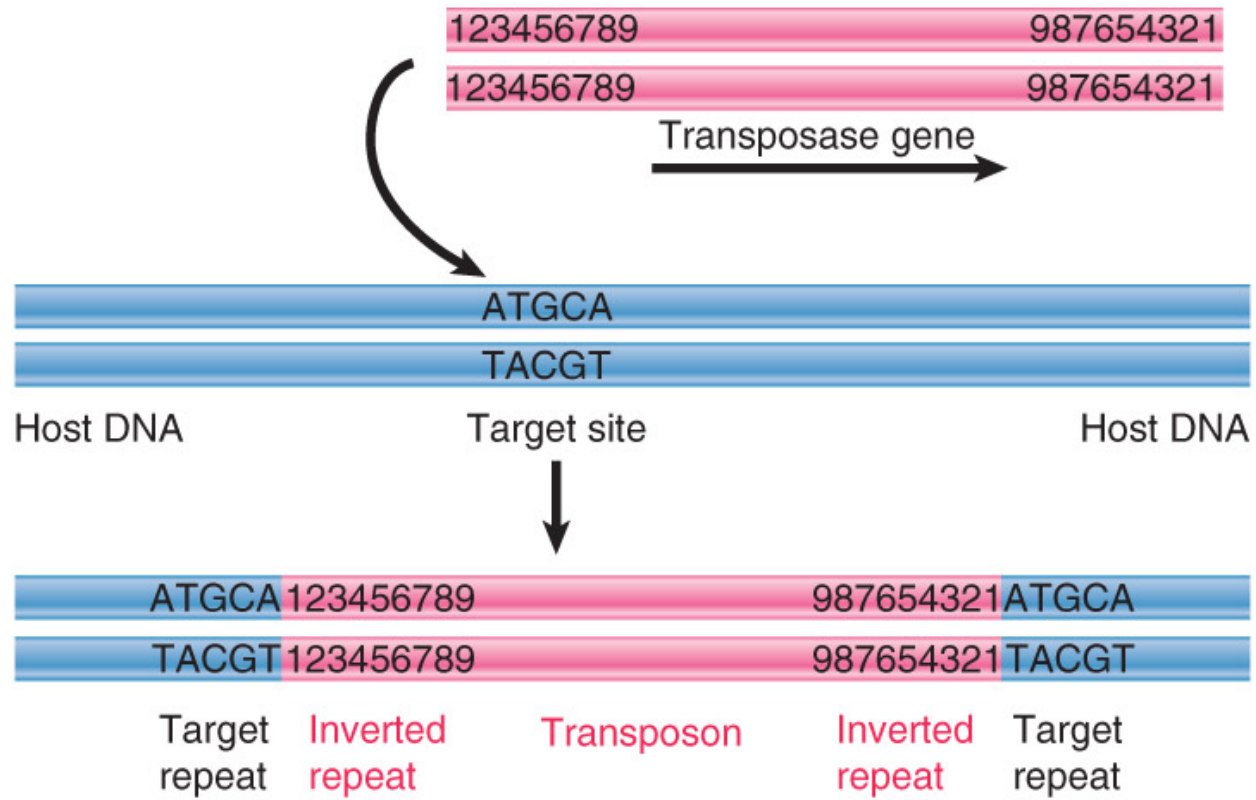 123456789 987654321
123456789 987654321
Transposase gene
ATGCA
TACGT
Host DNA Target site Host DNA
ATGCA123456789 987654321ATGCA
TACGT123456789 987654321TACGT
Target Inverted Transposon Inverted Target
repeat repeat repeat repeat